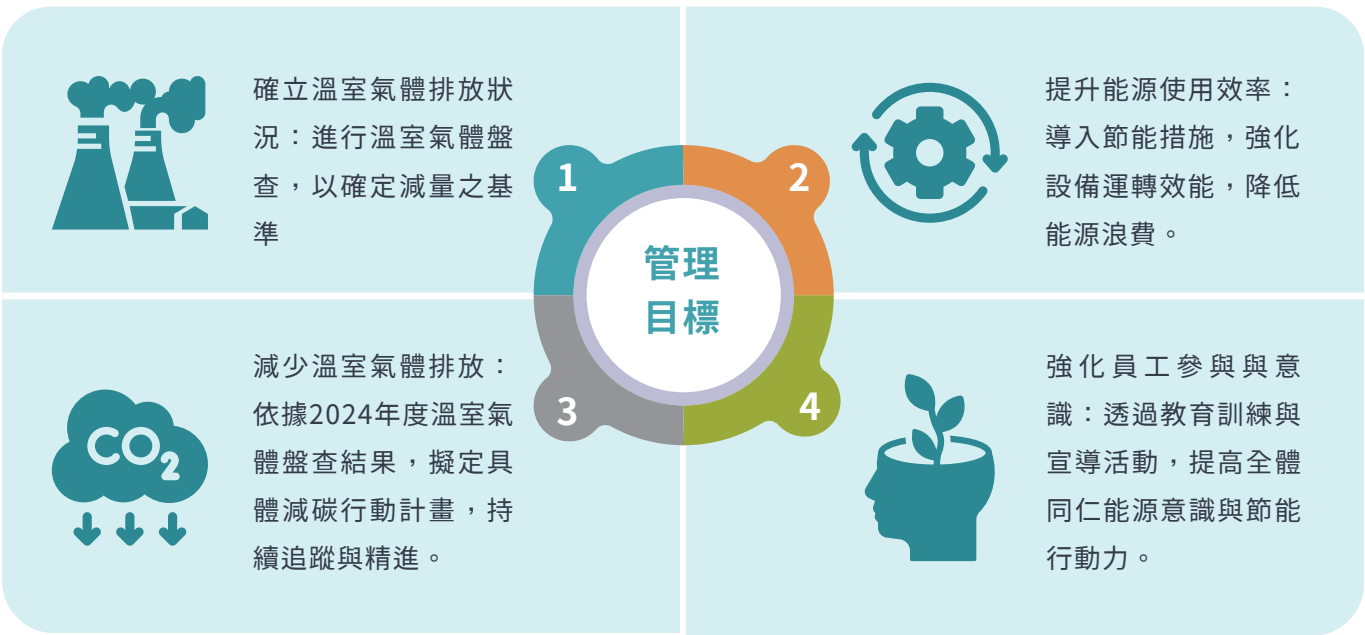 確立溫室氣體排放狀
況：進行溫室氣體盤
查，以確定減量之基
準
1
提升能源使用效率：
導入節能措施，強化
設備運轉效能，降低
能源浪費。
2
管理
目標
減少溫室氣體排放：
依據2024年度溫室氣
體盤查結果，擬定具
體減碳行動計畫，持
續追蹤與精進。
CO2
3
強化員工參與與意
識：透過教育訓練與
宣導活動，提高全體
同仁能源意識與節能
行動力。
4